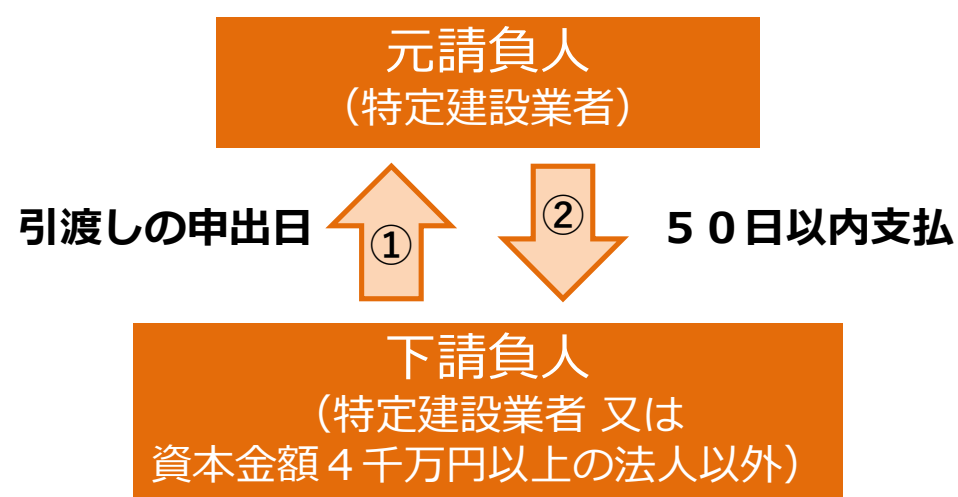 元請負人
（特定建設業者）
引渡しの申出日
①
②
５０日以内支払
下請負人
（特定建設業者 又は
資本金額４千万円以上の法人以外）